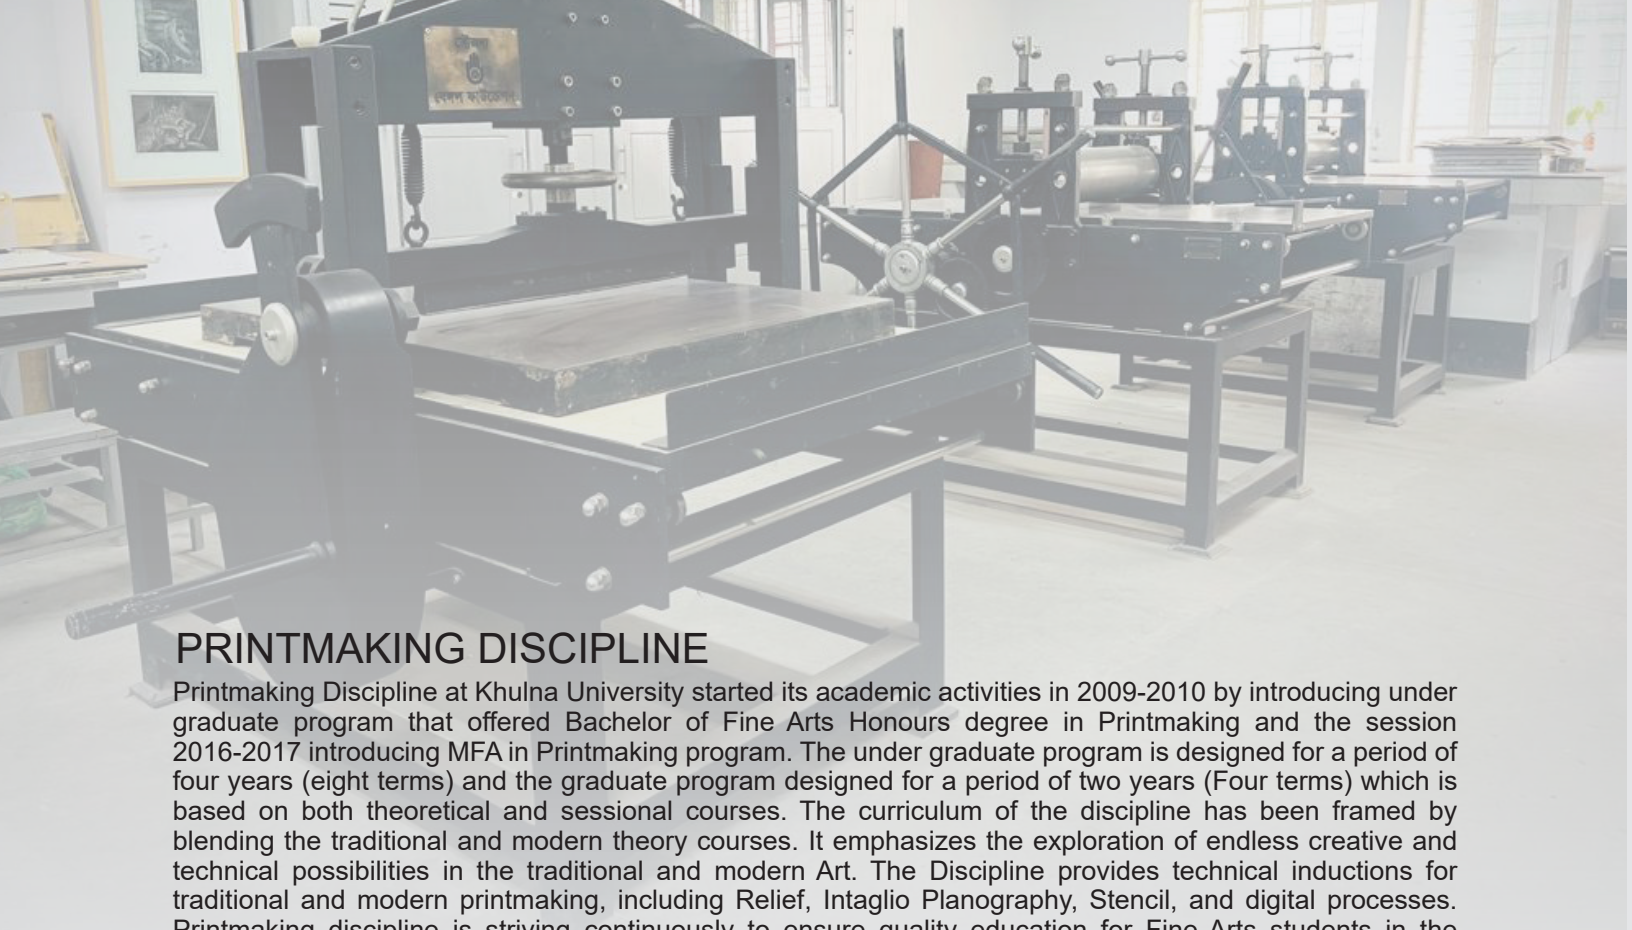 বেঙ্গল ফাউন্ডেশন
PRINTMAKING DISCIPLINE
Printmaking Discipline at Khulna University started its academic activities in 2009-2010 by introducing under
graduate program that offered Bachelor of Fine Arts Honours degree in Printmaking and the session
2016-2017 introducing MFA in Printmaking program. The under graduate program is designed for a period of
four years (eight terms) and the graduate program designed for a period of two years (Four terms) which is
based on both theoretical and sessional courses. The curriculum of the discipline has been framed by
blending the traditional and modern theory courses. It emphasizes the exploration of endless creative and
technical possibilities in the traditional and modern Art. The Discipline provides technical inductions for
traditional and modern printmaking, including Relief, Intaglio Planography, Stencil, and digital processes.
Printmaking discipline is striving continuously to ensure quality education for Fine Arts students in the